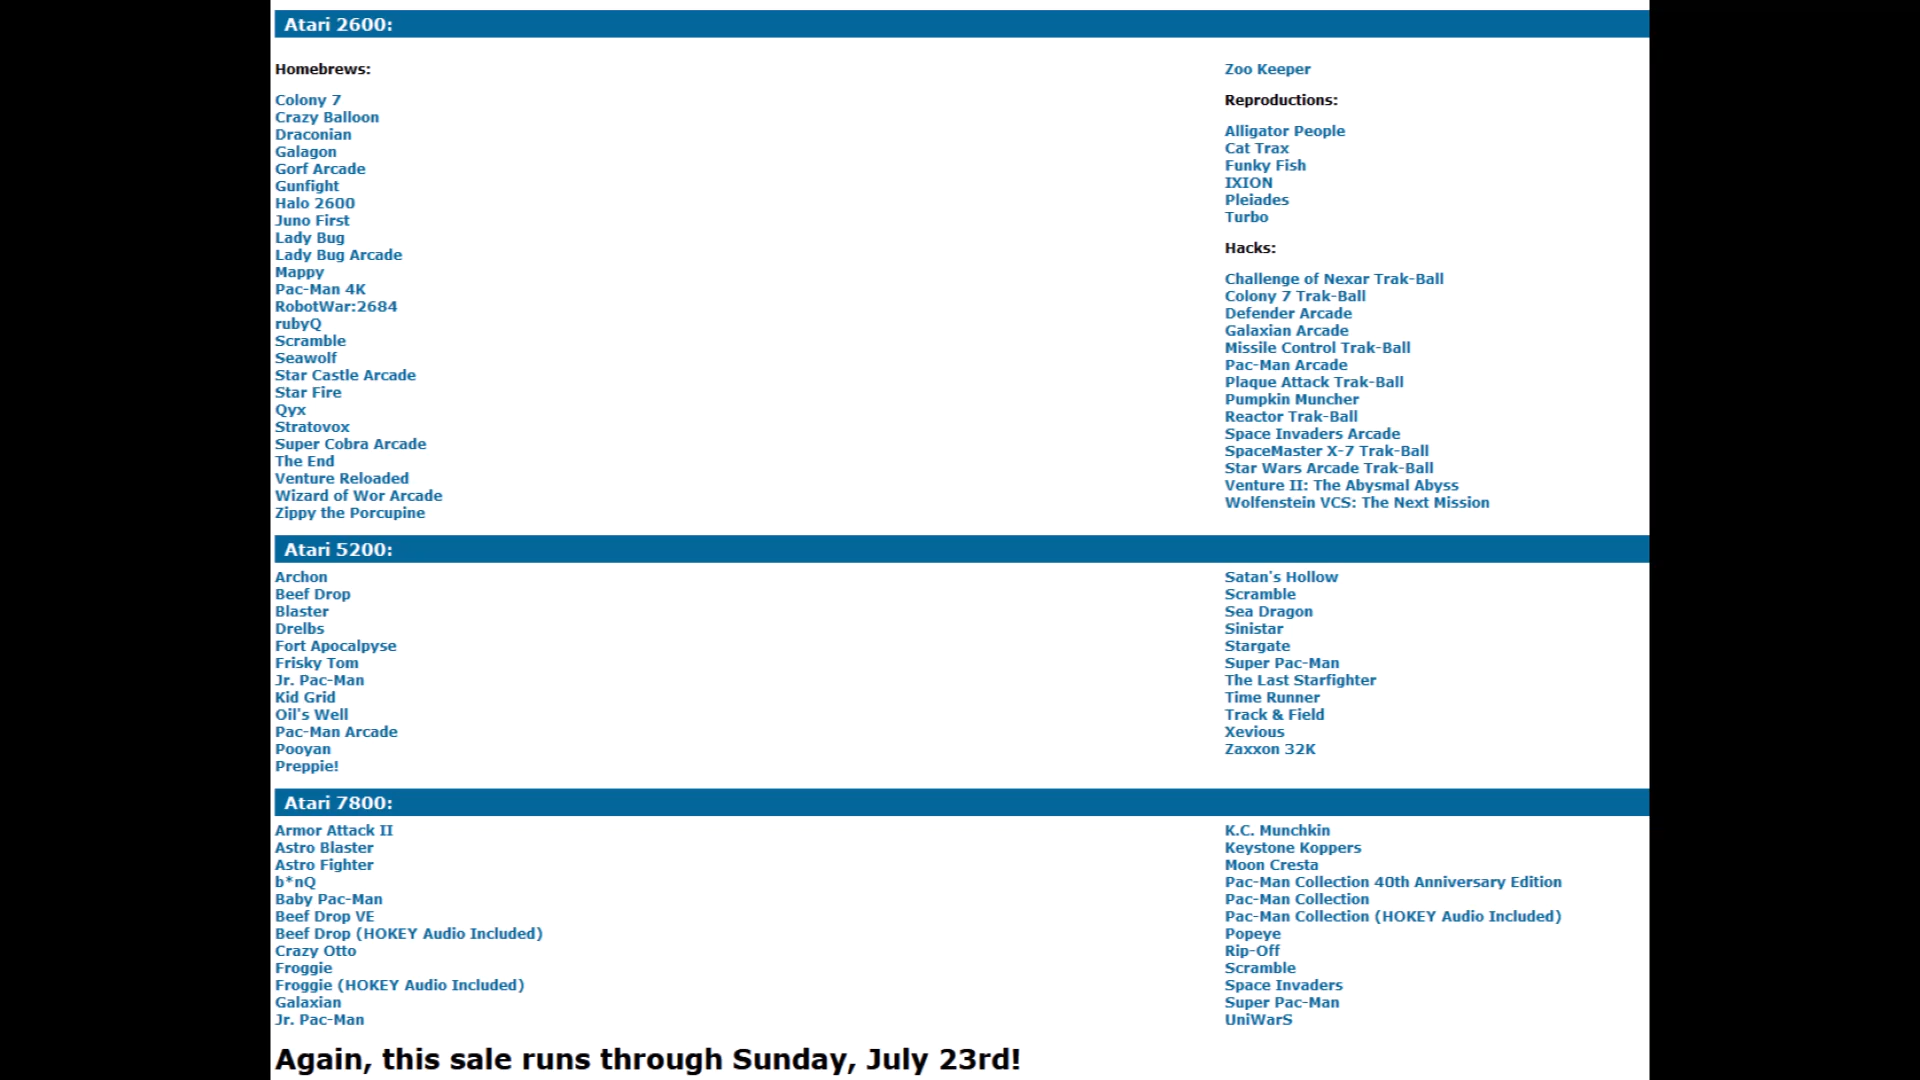 Atari 2600:
Homebrews:
Colony 7
Crazy Balloon
Draconian
Galagon
Gorf Arcade
Gunfight
Halo 2600
Juno First
Lady Bug
Lady Bug Arcade
Mappy
Pac-Man 4K
RobotWar:2684
rubyQ
Scramble
Seawolf
Star Castle Arcade
Star Fire
Qyx
Stratovox
Super Cobra Arcade
The End
Venture Reloaded
Wizard of Wor Arcade
Zippy the Porcupine
Zoo Keeper
Reproductions:
Alligator People
Cat Trax
Funky Fish
IXION
Pleiades
Turbo
Hacks:
Challenge of Nexar Trak-Ball
Colony 7 Trak-Ball
Defender Arcade
Galaxian Arcade
Missile Control Trak-Ball
Pac-Man Arcade
Plaque Attack Trak-Ball
Pumpkin Muncher
Reactor Trak-Ball
Space Invaders Arcade
SpaceMaster X-7 Trak-Ball
Star Wars Arcade Trak-Ball
Venture II: The Abysmal Abyss
Wolfenstein VCS: The Next Mission
Atari 5200:
Archon
Beef Drop
Blaster
Drelbs
Fort Apocalpyse
Frisky Tom
Jr. Pac-Man
Kid Grid
Oil's Well
Pac-Man Arcade
Pooyan
Preppie!
Satan's Hollow
Scramble
Sea Dragon
Sinistar
Stargate
Super Pac-Man
The Last Starfighter
Time Runner
Track & Field
Xevious
Zaxxon 32K
Atari 7800:
Armor Attack II
Astro Blaster
Astro Fighter
b*nQ
Baby Pac-Man
Beef Drop VE
Beef Drop (HOKEY Audio Included)
Crazy Otto
Froggie
Froggie (HOKEY Audio Included)
Galaxian
Jr. Pac-Man
K.C. Munchkin
Keystone Koppers
Moon Cresta
Pac-Man Collection 40th Anniversary Edition
Pac-Man Collection
Pac-Man Collection (HOKEY Audio Included)
Popeye
Rip-Off
Scramble
Space Invaders
Super Pac-Man
UniWarS
Again, this sale runs through Sunday, July 23rd!